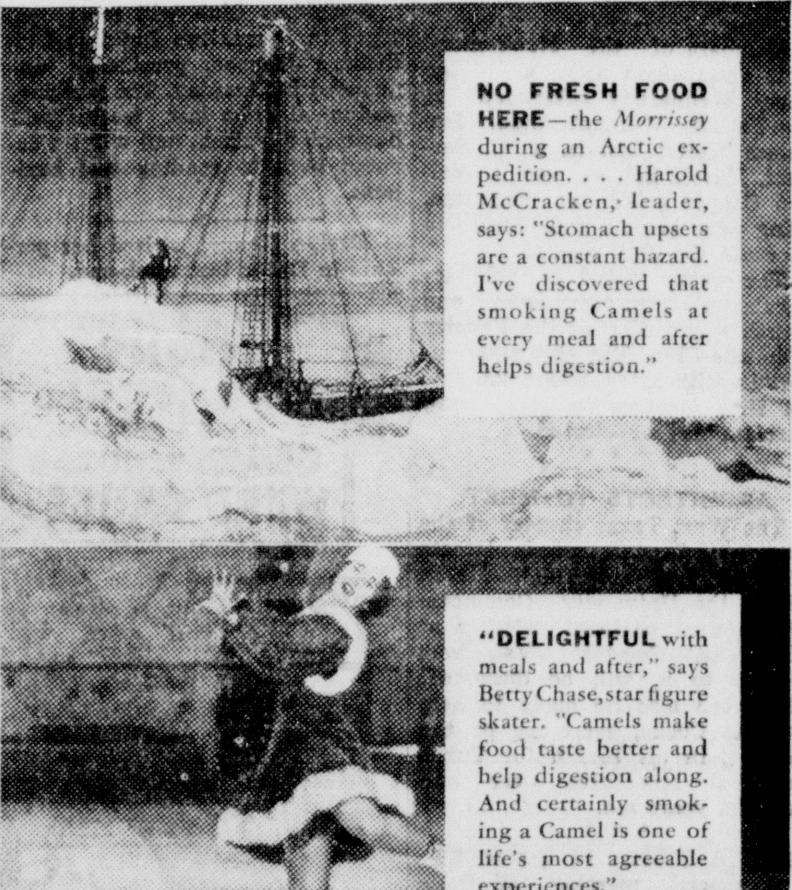 NO FRESH FOOD
HERE—the Morrissey
during an Arctic ex-
pedition. . . . Harold
McCracken, leader,
says: "Stomach upsets
are a constant hazard.
I've discovered that
smoking Camels at
every meal and after
helps digestion."
"DELIGHTFUL with
meals and after," says
Betty Chase, star figure
skater. "Camels make
food taste better and
help digestion along.
And certainly smok-
ing a Camel is one of
life's most agreeable
experiences."